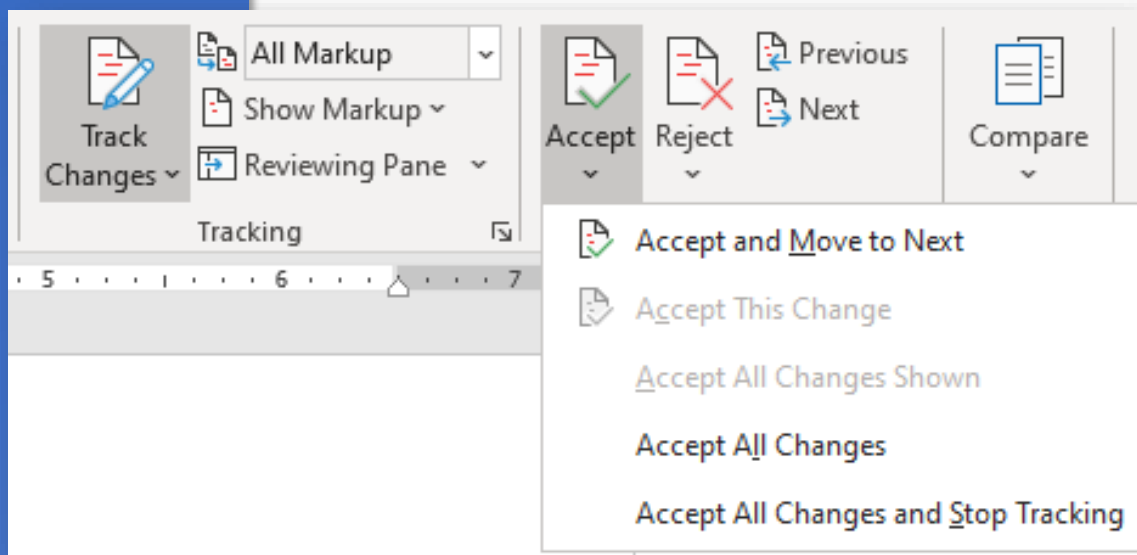 All Markup
Show Markup
Reviewing Pane
Track
Changes
Tracking
Accept
Reject
Previous
Next
Compare
5 6 7
Accept and Move to Next
Accept This Change
Accept All Changes Shown
Accept All Changes
Accept All Changes and Stop Tracking